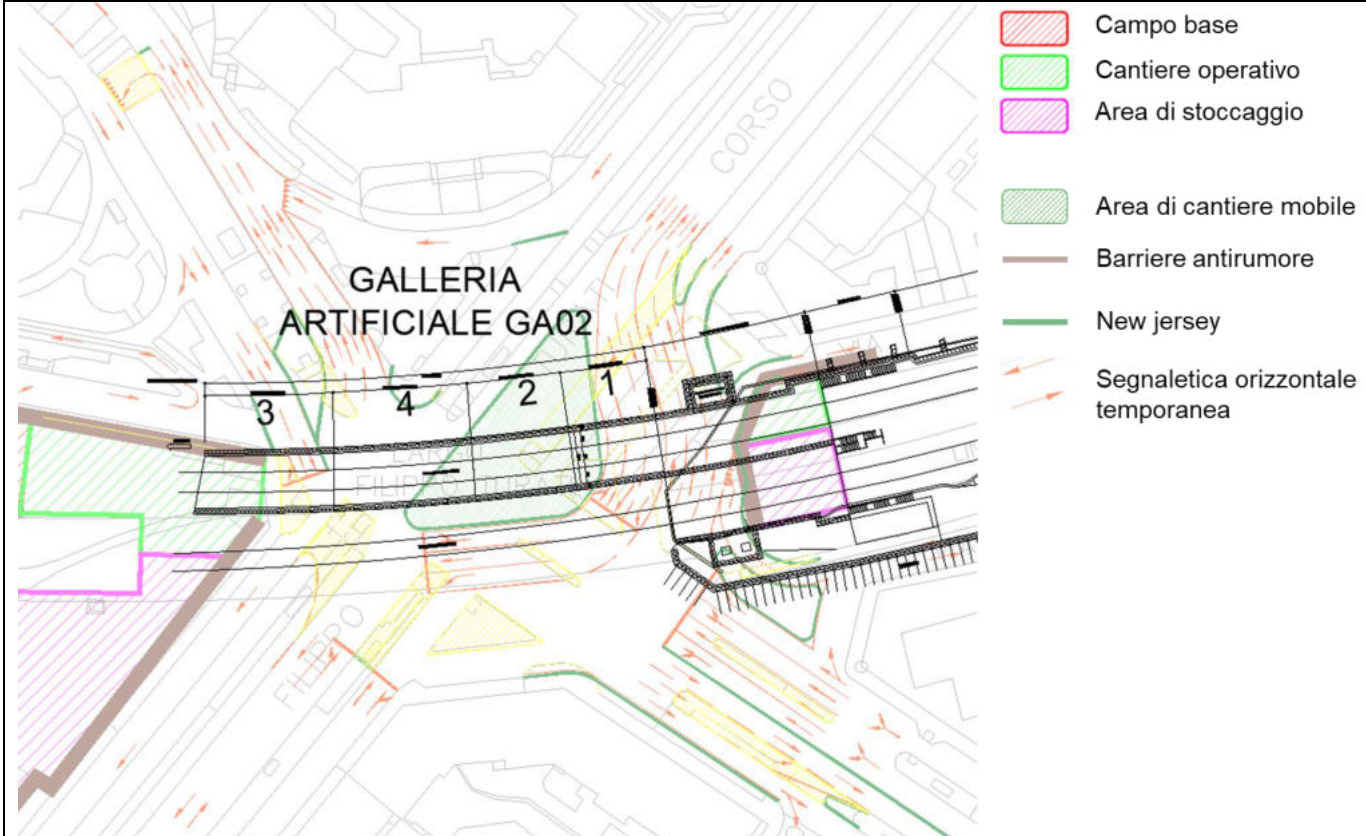 Campo base
Cantiere operativo
Area di stoccaggio
Area di cantiere mobile
Barriere antirumore
New jersey
Segnaletica orizzontale
temporanea
CORSO
GALLERIA
ARTIFICIALE GA02
1
2
4
3
FILIPPO
FILIPPO